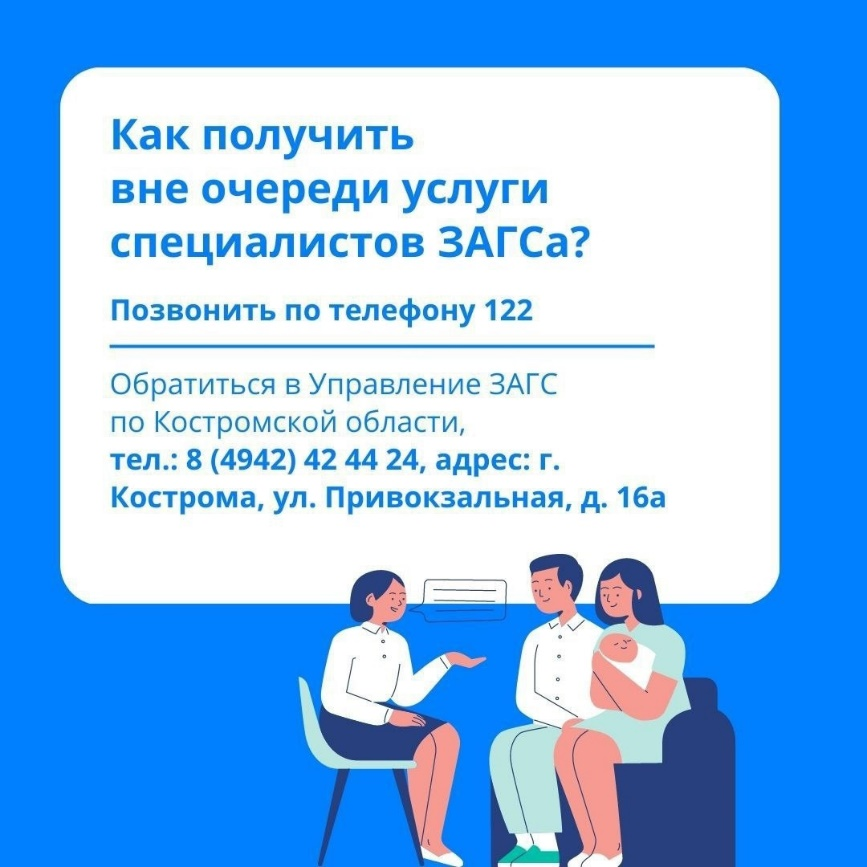 Как получить
вне очереди услуги
специалистов ЗАГСа?
Позвонить по телефону 122
Обратиться в Управление ЗАГС
по Костромской области,
тел.: 8 (4942) 42 44 24, адрес: г.
Кострома, ул. Привокзальная, д. 16а